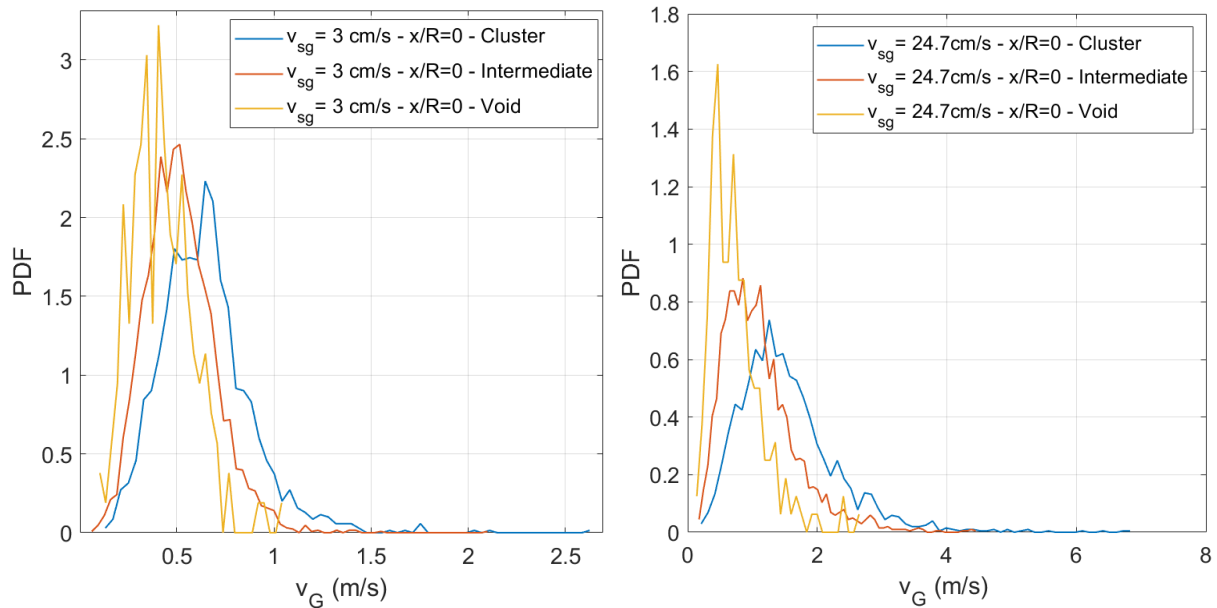 v_sg = 3 cm/s - x/R=0 - Cluster
v_sg = 3 cm/s - x/R=0 - Intermediate
v_sg = 3 cm/s - x/R=0 - Void
3
2.5
2
1.5
1
0.5
0
PDF
0.5 1 1.5 2 2.5
v_G (m/s)
v_sg = 24.7cm/s - x/R=0 - Cluster
v_sg = 24.7cm/s - x/R=0 - Intermediate
v_sg = 24.7cm/s - x/R=0 - Void
1.8
1.6
1.4
1.2
1
0.8
0.6
0.4
0.2
0
PDF
0 2 4 6 8
v_G (m/s)